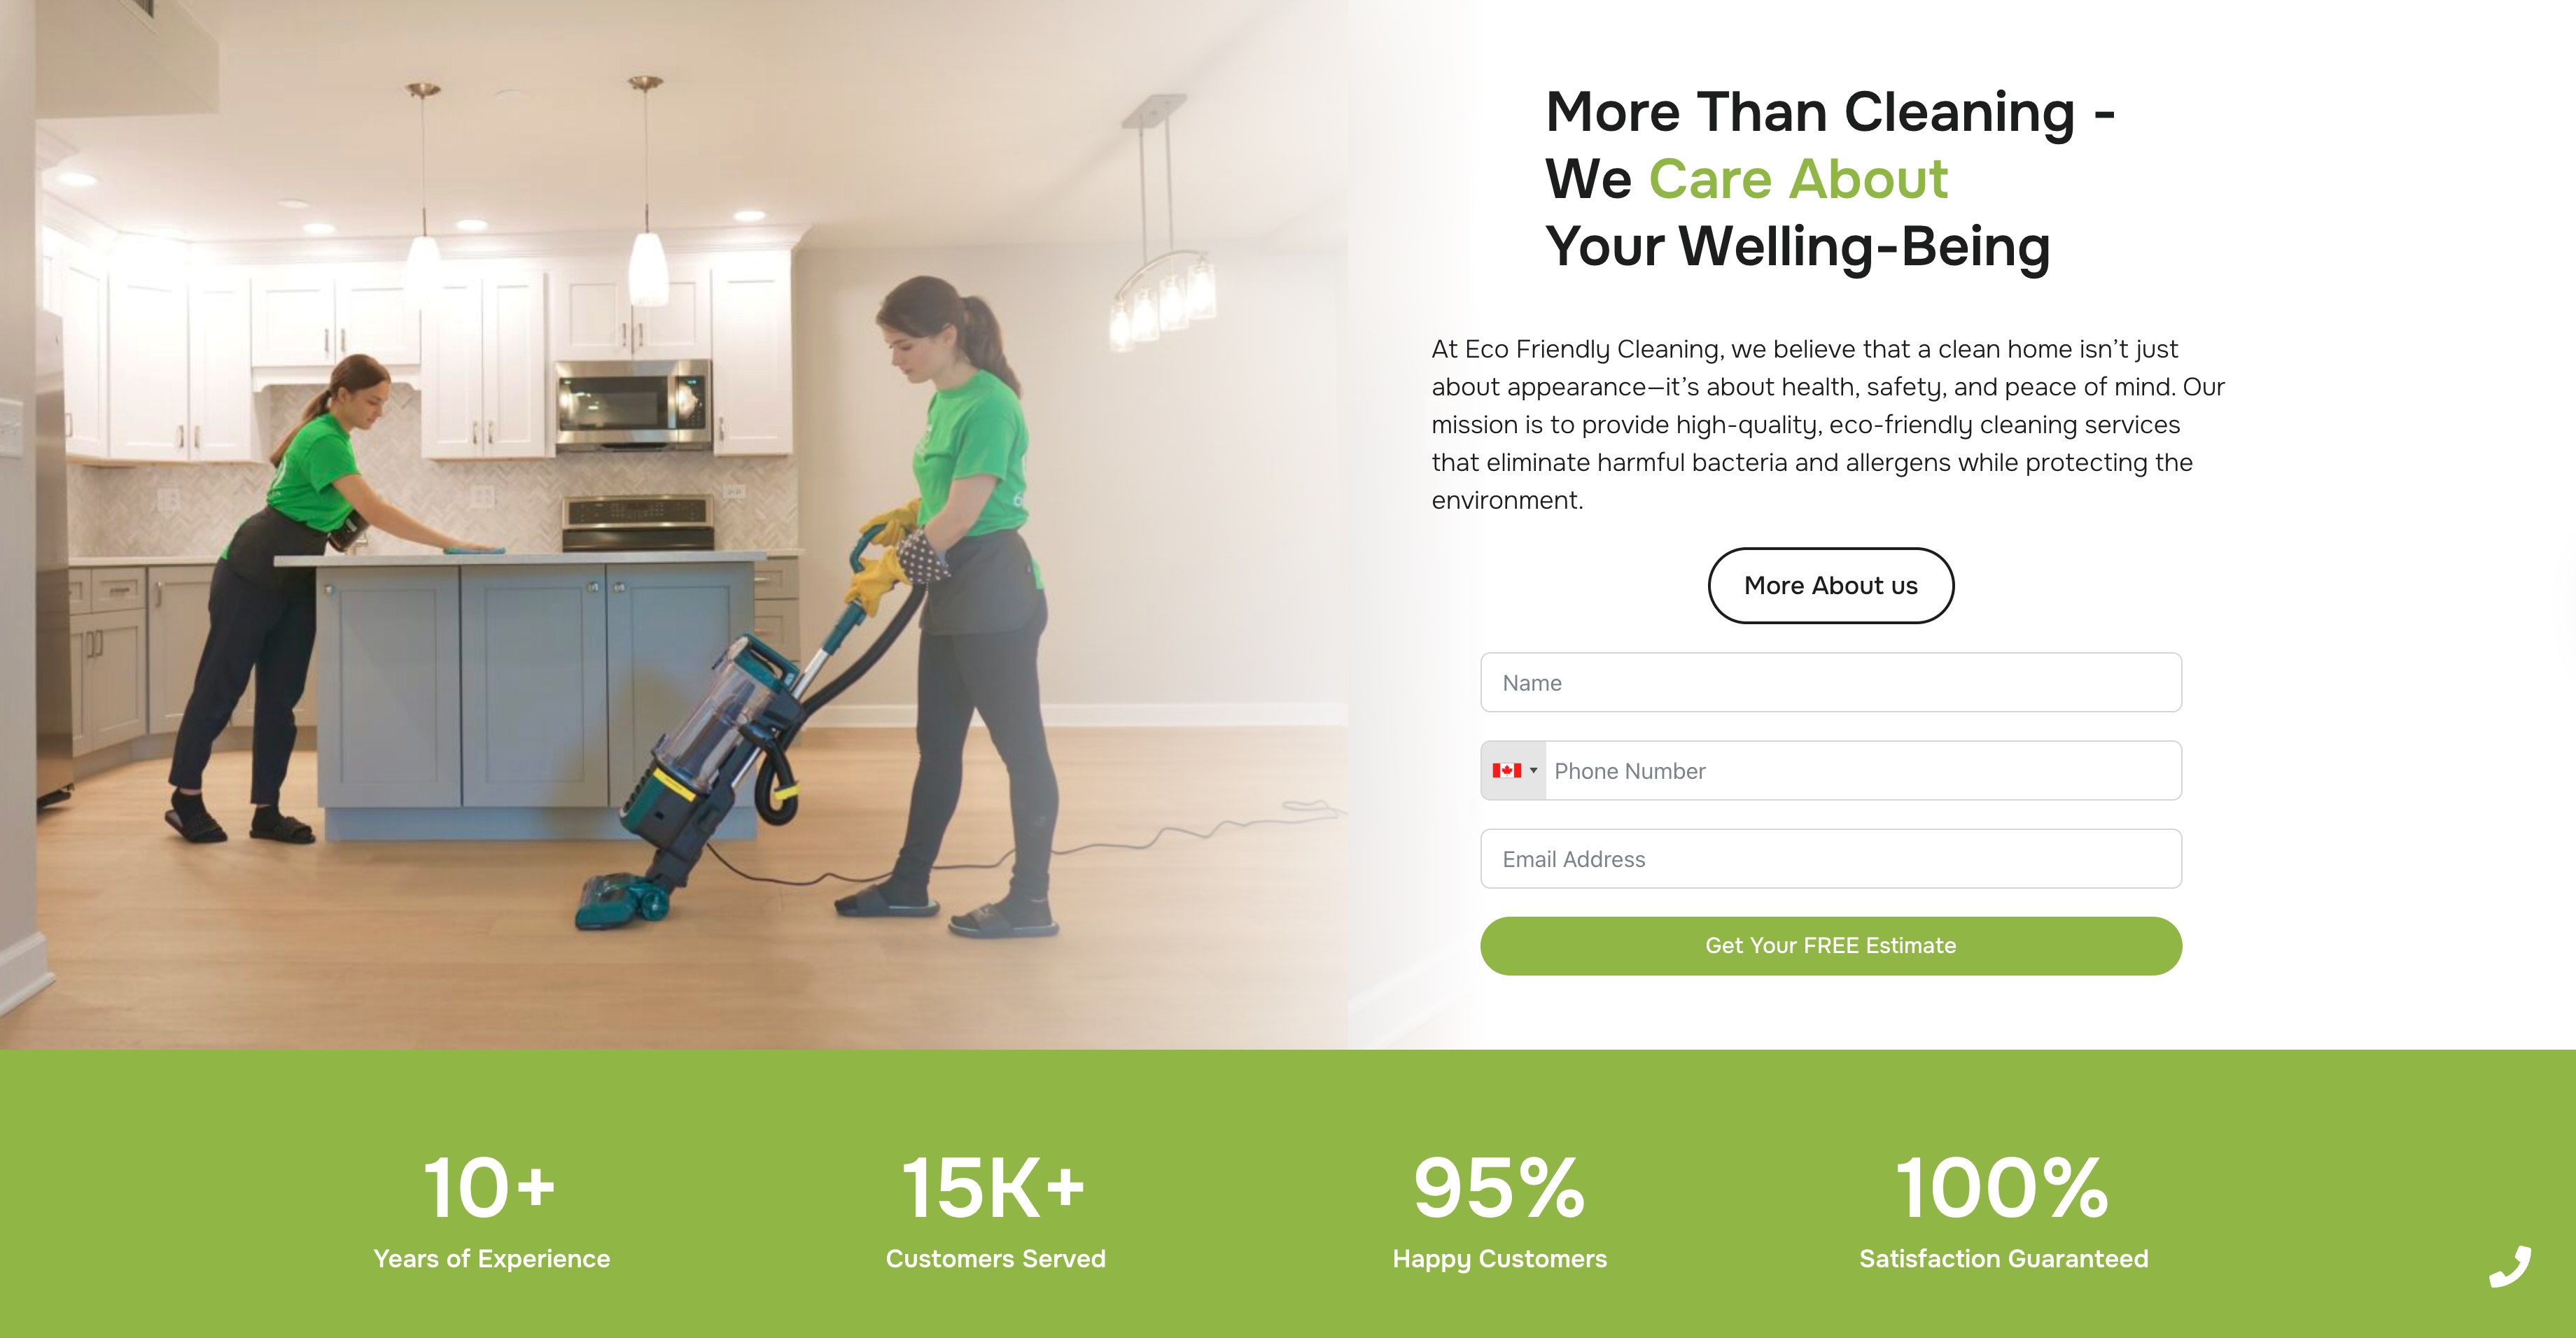 More Than Cleaning -
We Care About
Your Welling-Being
At Eco Friendly Cleaning, we believe that a clean home isn’t just
about appearance—it’s about health, safety, and peace of mind. Our
mission is to provide high-quality, eco-friendly cleaning services
that eliminate harmful bacteria and allergens while protecting the
environment.
More About us
Name
Phone Number
Email Address
Get Your FREE Estimate
10+
Years of Experience
15K+
Customers Served
95%
Happy Customers
100%
Satisfaction Guaranteed